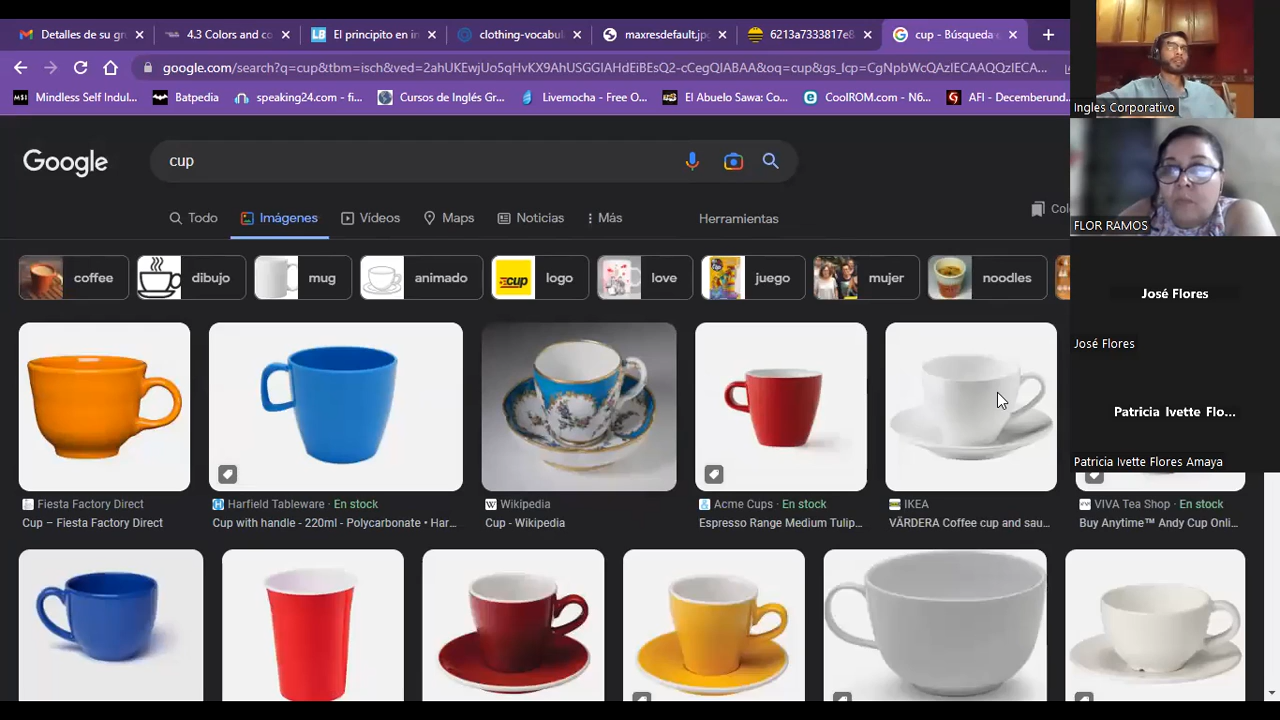 Detalles de su gru
4.3 Colors and co
El principito en in
clothing-vocabul
maxresdefault.jp
6213a7333817e8
cup - Búsqueda
google.com/search?q=cup&tbm=isch&ved=2ahUKEwjUo5qHvKX9AhUSGGIAHdEiBEsQ2-cCegQIABAA&oq=cup&gs_lcp=CgNpbWcQAzIECAAQQzIECA...
Mindless Self Indul...
Batpedia
speaking24.com - fi...
Cursos de Inglés Gr...
Livemocha - Free O...
El Abuelo Sawa: Co...
CoolROM.com - N6...
AFI - Decemberund
Ingles Corporativo
FLOR RAMOS
José Flores
José Flores
Patricia Ivette Flo...
Patricia Ivette Flores Amaya
Google
cup
Todo
Imágenes
Vídeos
Maps
Noticias
Más
Herramientas
coffee
dibujo
mug
animado
cup
logo
love
juego
mujer
noodles
Fiesta Factory Direct
Cup – Fiesta Factory Direct
Harfield Tableware · En stock
Cup with handle - 220ml - Polycarbonate • Har...
Wikipedia
Cup - Wikipedia
Acme Cups · En stock
Espresso Range Medium Tulip...
IKEA
VÄRDERA Coffee cup and sau...
VIVA Tea Shop · En stock
Buy Anytime™ Andy Cup Onli...